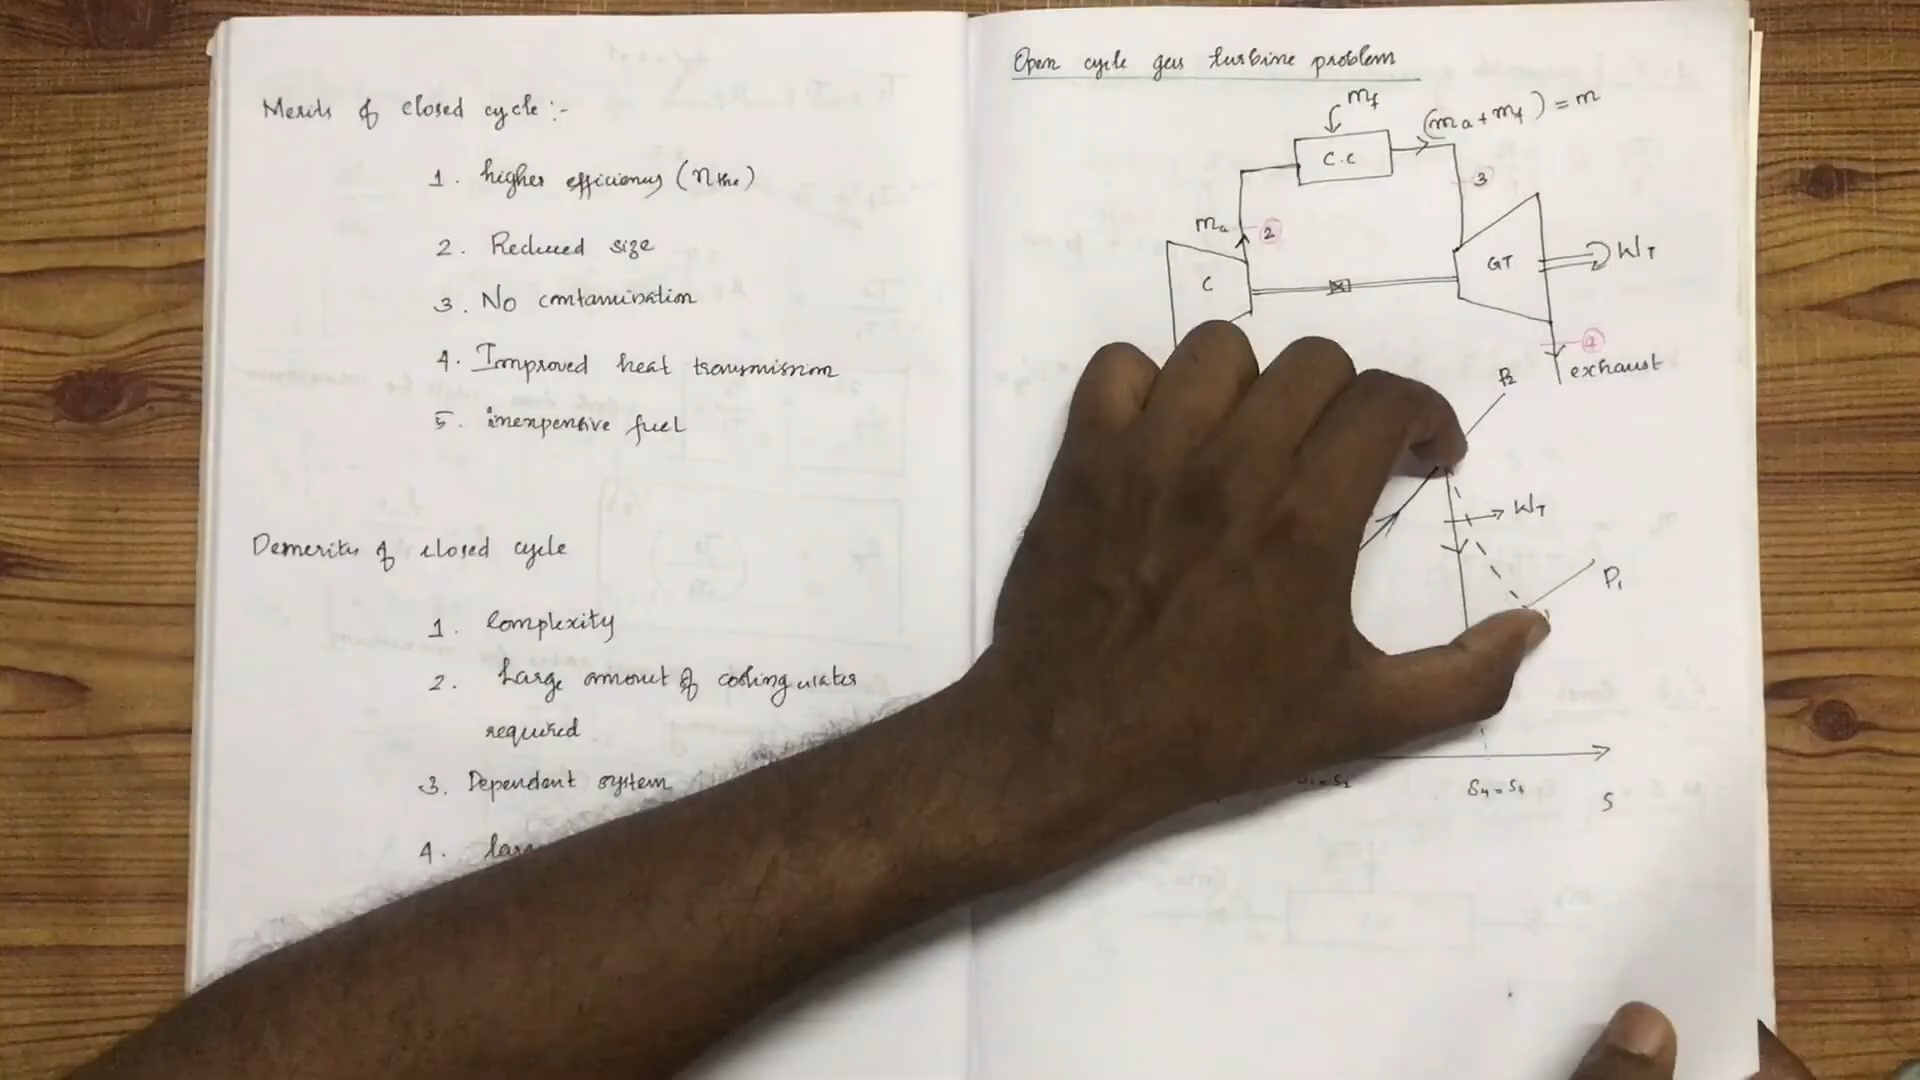 Merits of closed cycle :-
1. higher efficiency (ηthe)
2. Reduced size
3. No contamination
4. Improved heat transmission
5. inexpensive fuel
Demerits of closed cycle
1. Complexity
2. Large amount of cooling water
required
3. Dependent system
4.
Open cycle gas turbine problem
mf
(ma + mf) = m
C.C
3
ma
2
C
GT
WT
4
exhaust
P2
WT
P1
S